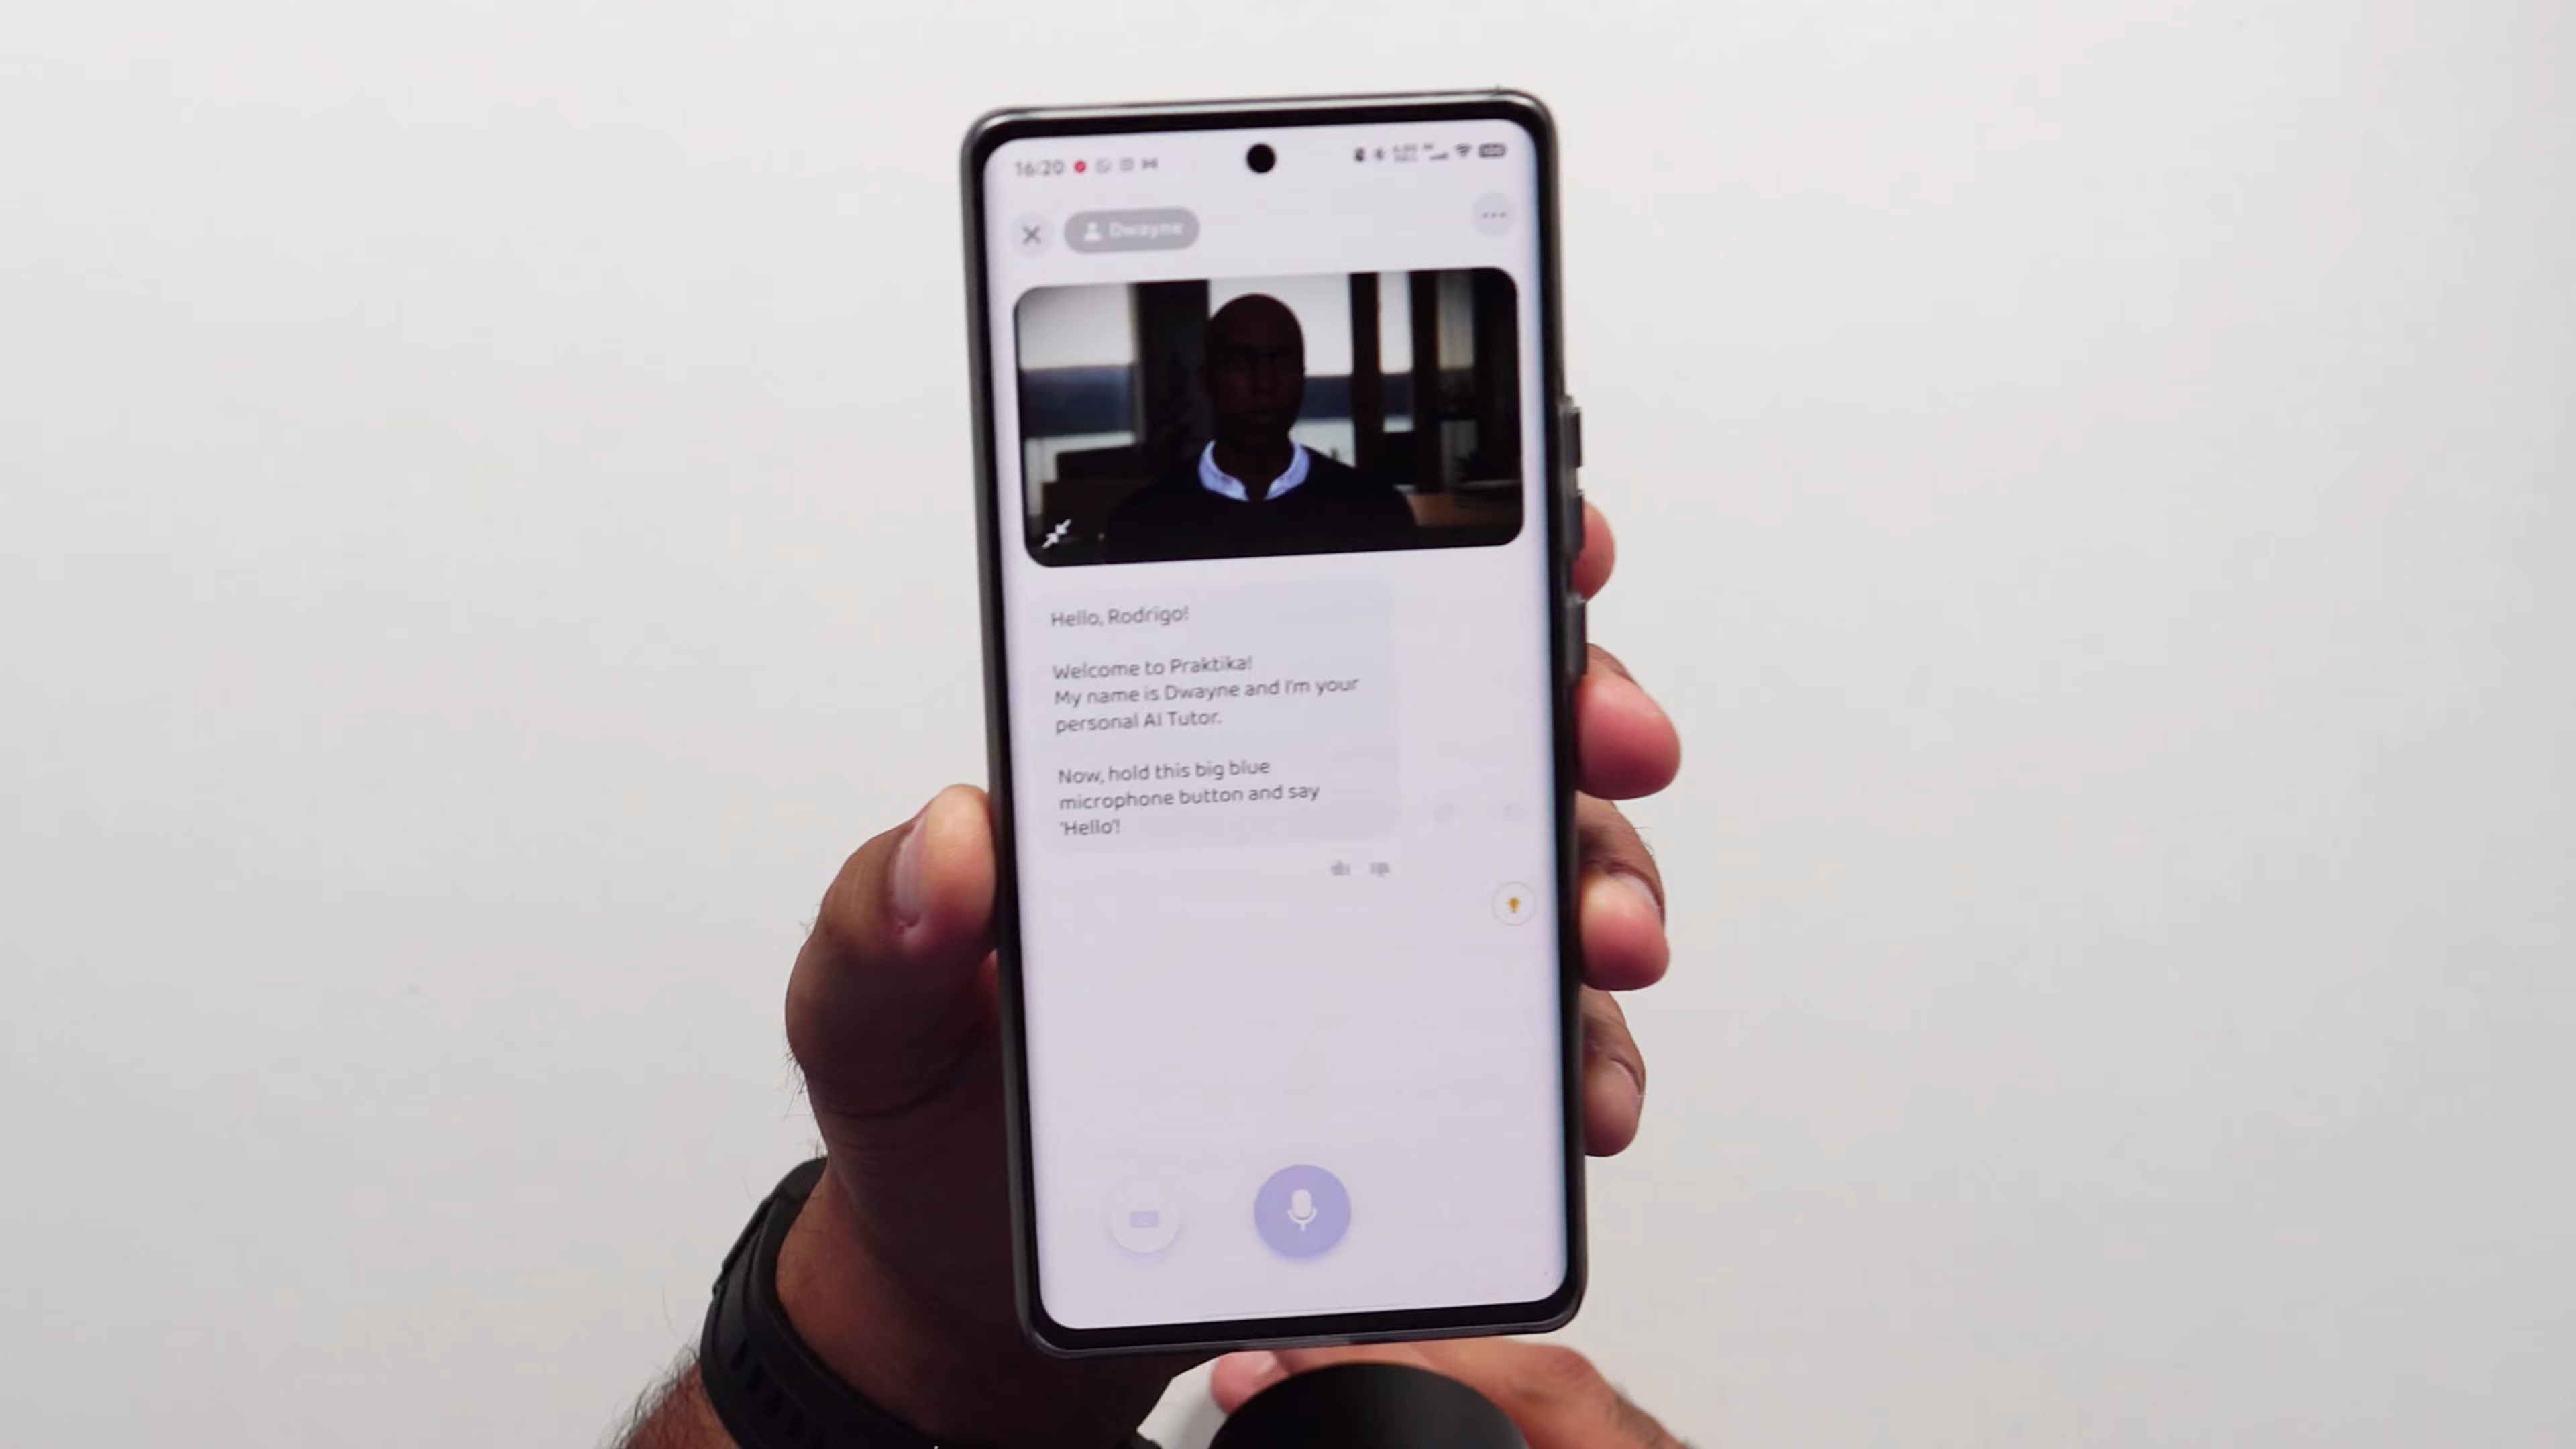 16:20
Dwayne
Hello, Rodrigo!
Welcome to Praktika!
My name is Dwayne and I'm your
personal AI Tutor.
Now, hold this big blue
microphone button and say
'Hello'!